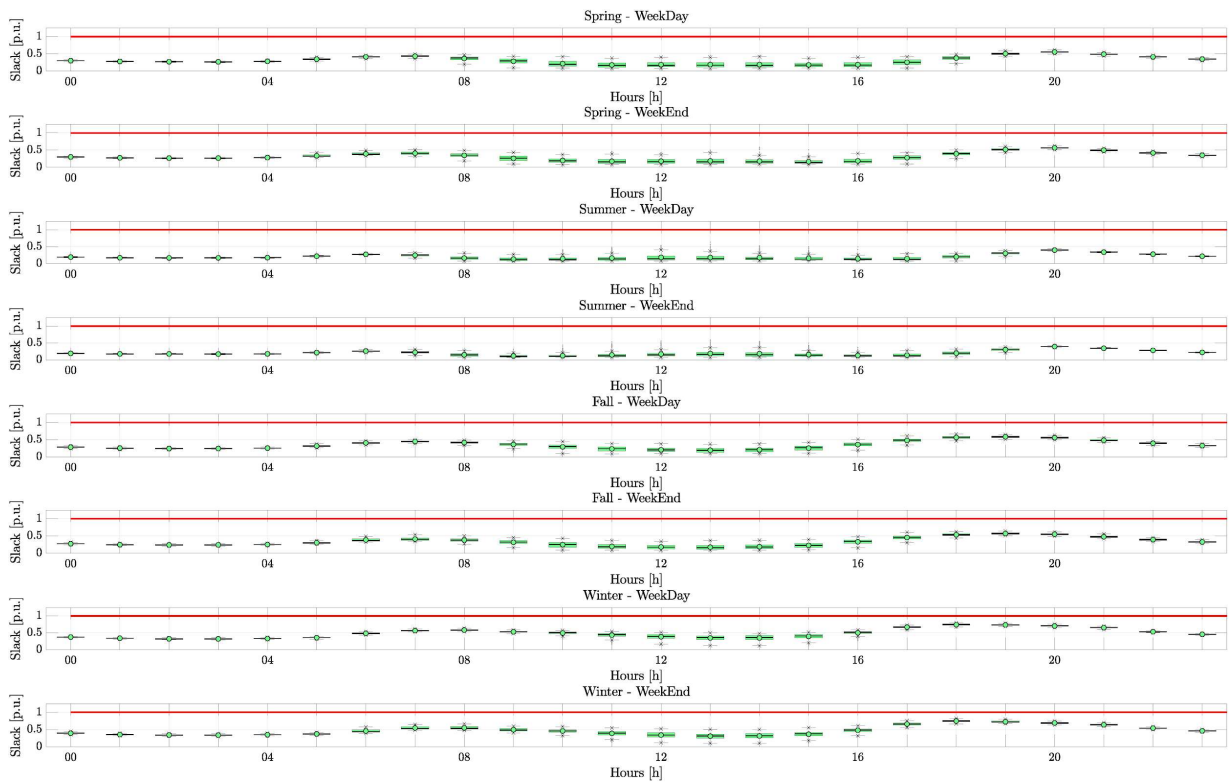 Spring - WeekDay
Slack [p.u.]
1
0.5
0
00 04 08 12 16 20
Hours [h]
Spring - WeekEnd
Slack [p.u.]
1
0.5
0
00 04 08 12 16 20
Hours [h]
Summer - WeekDay
Slack [p.u.]
1
0.5
0
00 04 08 12 16 20
Hours [h]
Summer - WeekEnd
Slack [p.u.]
1
0.5
0
00 04 08 12 16 20
Hours [h]
Fall - WeekDay
Slack [p.u.]
1
0.5
0
00 04 08 12 16 20
Hours [h]
Fall - WeekEnd
Slack [p.u.]
1
0.5
0
00 04 08 12 16 20
Hours [h]
Winter - WeekDay
Slack [p.u.]
1
0.5
0
00 04 08 12 16 20
Hours [h]
Winter - WeekEnd
Slack [p.u.]
1
0.5
0
00 04 08 12 16 20
Hours [h]